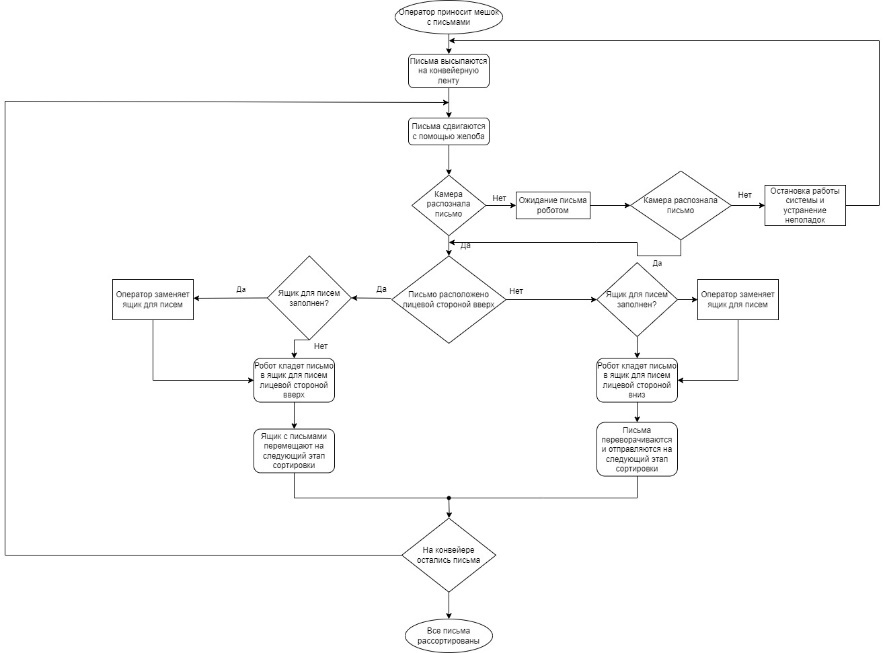 Оператор приносит мешок
с письмами
Письма высыпаются
на конвейерную
ленту
Письма сдвигаются
с помощью желоба
Камера
распознала
письмо
Нет
Ожидание письма
роботом
Камера распознала
письмо
Нет
Остановка работы
системы и
устранение
неполадок
Да
Да
Оператор заменяет
ящик для писем
Да
Ящик для писем
заполнен?
Да
Письмо расположено
лицевой стороной вверх
Нет
Ящик для писем
заполнен?
Оператор заменяет
ящик для писем
Нет
Робот кладет письмо
в ящик для писем
лицевой стороной
вверх
Робот кладет письмо
в ящик для писем
лицевой стороной
вниз
Ящик с письмами
перемещают на
следующий этап
сортировки
Письма
переворачиваются
и отправляются на
следующий этап
сортировки
На конвейере
остались письма
Все письма
рассортированы